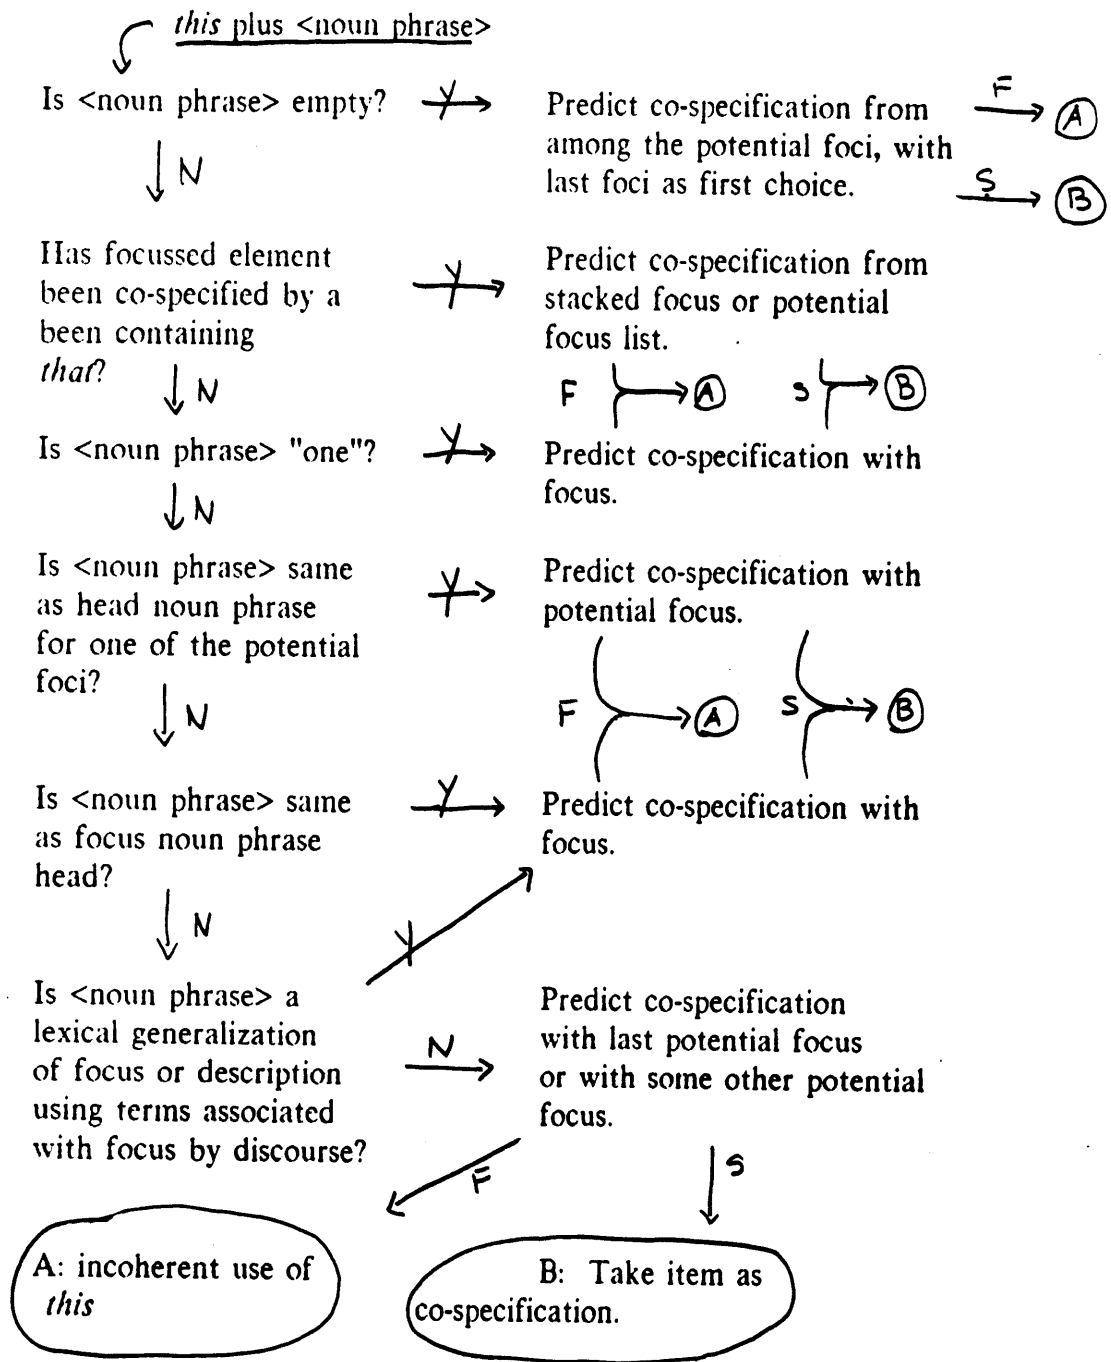 this plus <noun phrase>
Is <noun phrase> empty?
Y
Predict co-specification from
among the potential foci, with
last foci as first choice.
F
A
S
B
N
Has focussed element
been co-specified by a
been containing
that?
Y
Predict co-specification from
stacked focus or potential
focus list.
N
F
A
S
B
Is <noun phrase> "one"?
Y
Predict co-specification with
focus.
N
Is <noun phrase> same
as head noun phrase
for one of the potential
foci?
Y
Predict co-specification with
potential focus.
N
F
A
S
B
Is <noun phrase> same
as focus noun phrase
head?
Y
Predict co-specification with
focus.
N
Y
Is <noun phrase> a
lexical generalization
of focus or description
using terms associated
with focus by discourse?
N
Predict co-specification
with last potential focus
or with some other potential
focus.
F
S
A: incoherent use of
this
B: Take item as
co-specification.